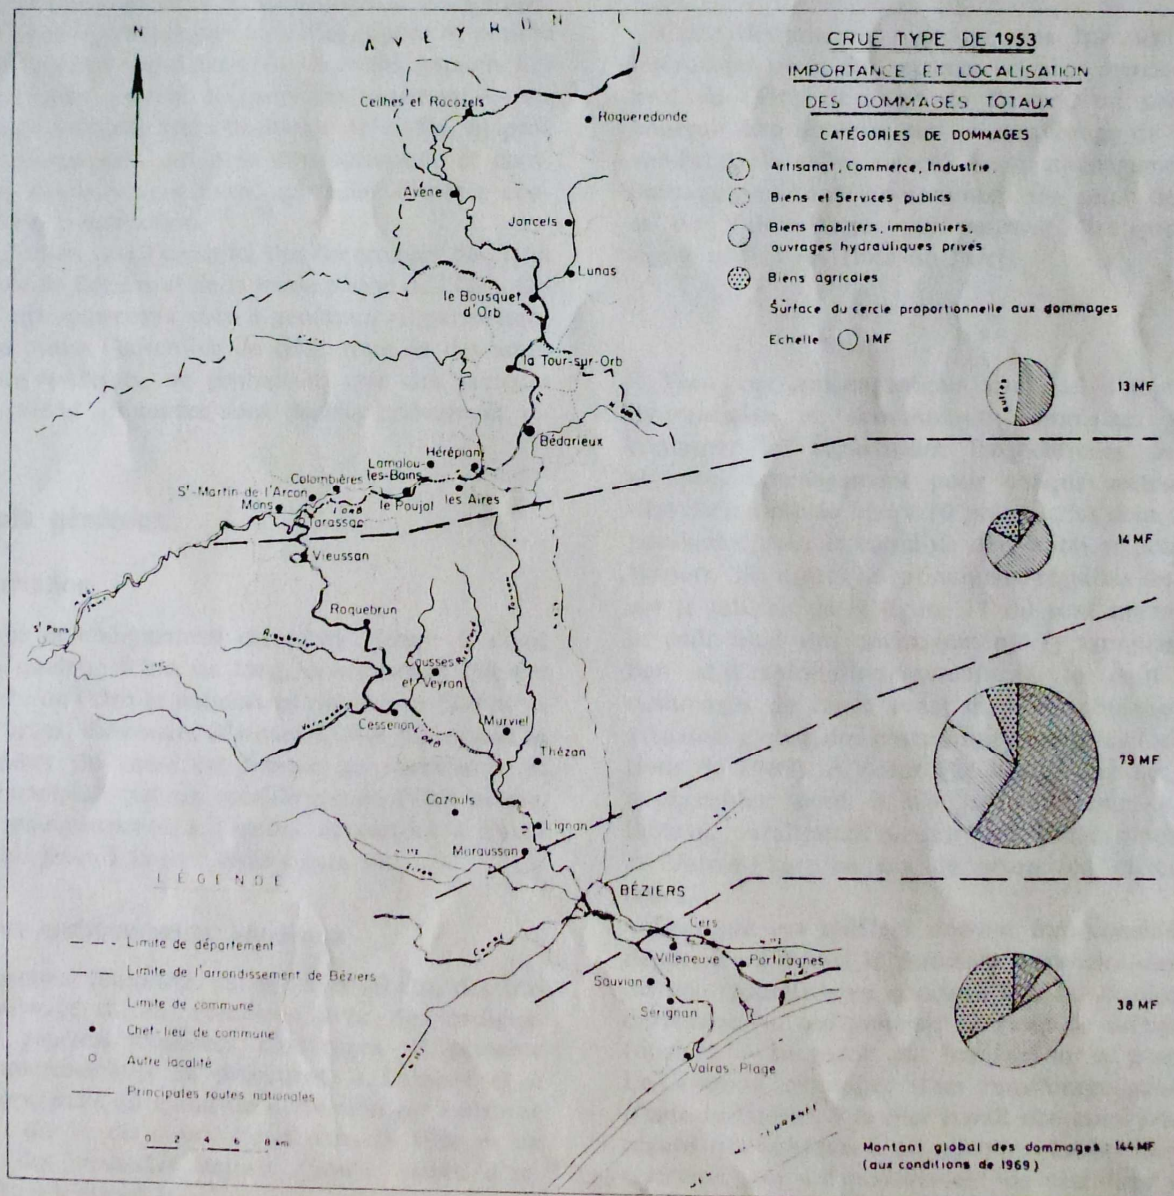 AVEYRON
N
CRUE TYPE DE 1953
IMPORTANCE ET LOCALISATION
DES DOMMAGES TOTAUX
CATÉGORIES DE DOMMAGES
Artisanat, Commerce, Industrie
Biens et Services publics
Biens mobiliers, immobiliers,
ouvrages hydrauliques privés
Biens agricoles
Surface du cercle proportionnelle aux dommages
Echelle 1MF
Ceilhes et Rocozels
Roqueredonde
Avène
Joncels
Lunas
le Bousquet
d'Orb
la Tour-sur-Orb
autres
13 MF
Bédarieux
Hérépian
Lamalou-
les-Bains
Colombières
St-Martin-de-l'Arcon
le Poujol
les Aires
Mons
Tarassac
14 MF
Vieussan
St Pons
Roquebrun
Causses
et Veyran
Cessenon
Orb
Murviel
Thézan
79 MF
Cazouls
Lignan
Maraussan
LÉGENDE
BÉZIERS
Canal
Cers
Villeneuve
Portiragnes
Sauvian
Sérignan
Valras-Plage
38 MF
Limite de département
Limite de l'arrondissement de Béziers
Limite de commune
Chef-lieu de commune
Autre localité
Principales routes nationales
0 2 4 6 8 km
Montant global des dommages: 144 MF
(aux conditions de 1969)